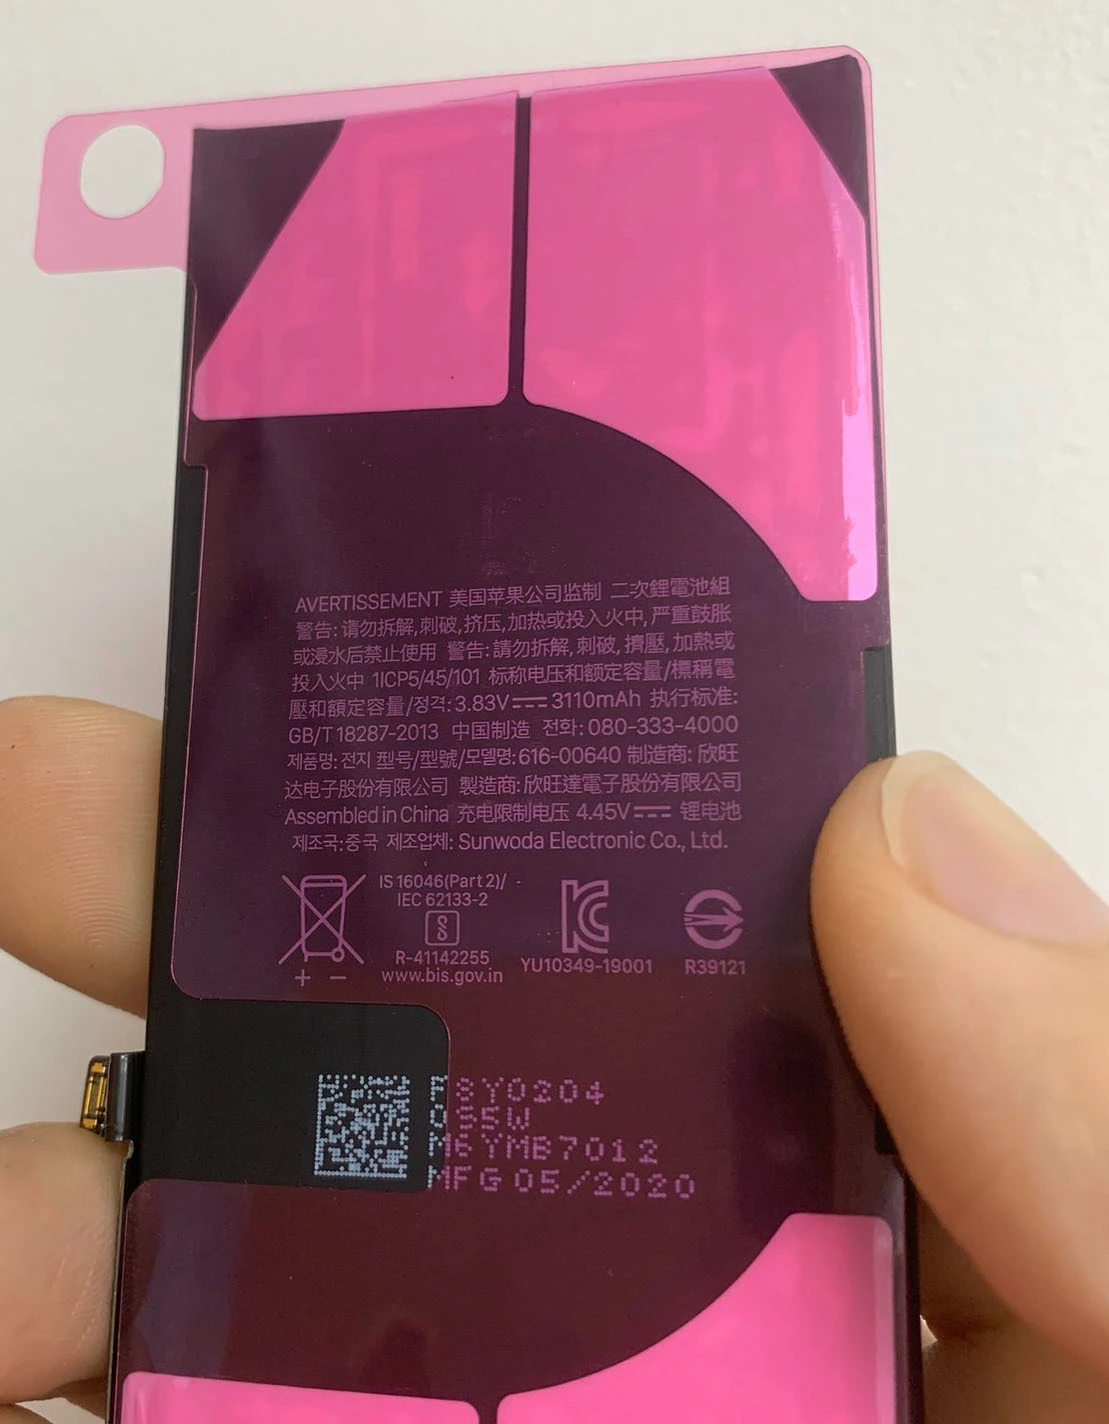 AVERTISSEMENT 美国苹果公司监制 二次鋰電池組
警告:请勿拆解,刺破,挤压,加热或投入火中,严重鼓胀
或浸水后禁止使用 警告:請勿拆解,刺破,擠壓,加熱或
投入火中 1ICP5/45/101 标称电压和额定容量/標稱電
壓和額定容量/정격:3.83V⎓3110mAh 执行标准:
GB/T 18287-2013 中国制造 전화:080-333-4000
제품명:전지 型号/型號/모델명:616-00640 制造商:欣旺
达电子股份有限公司 製造商:欣旺達電子股份有限公司
Assembled in China 充电限制电压 4.45V⎓ 锂电池
제조국:중국 제조업체: Sunwoda Electronic Co., Ltd.
IS 16046(Part 2)/
IEC 62133-2
R-41142255
www.bis.gov.in
YU10349-19001
R39121
+ −
F8Y0204
0S5W
M6YMB7012
MFG 05/2020